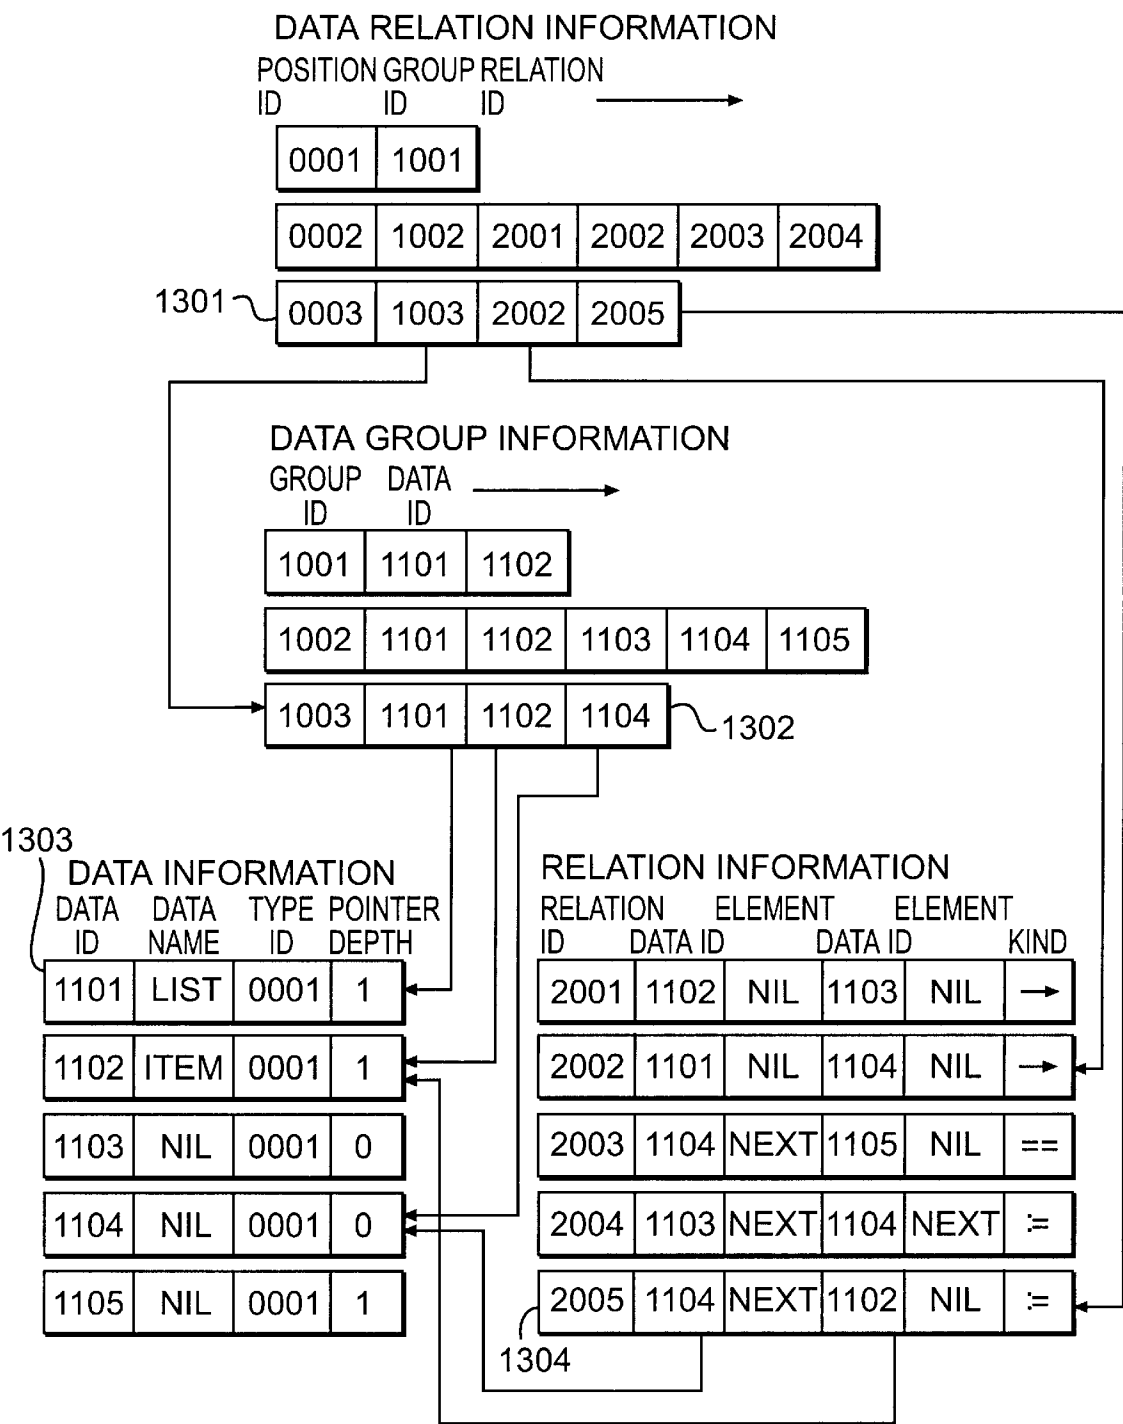 DATA RELATION INFORMATION
POSITION GROUP RELATION
ID ID ID
0001 1001
0002 1002 2001 2002 2003 2004
1301 0003 1003 2002 2005
DATA GROUP INFORMATION
GROUP DATA
ID ID
1001 1101 1102
1002 1101 1102 1103 1104 1105
1003 1101 1102 1104 1302
1303
DATA INFORMATION
DATA DATA TYPE POINTER
ID NAME ID DEPTH
1101 LIST 0001 1
1102 ITEM 0001 1
1103 NIL 0001 0
1104 NIL 0001 0
1105 NIL 0001 1
RELATION INFORMATION
RELATION ELEMENT ELEMENT
ID DATA ID DATA ID KIND
2001 1102 NIL 1103 NIL →
2002 1101 NIL 1104 NIL →
2003 1104 NEXT 1105 NIL ==
2004 1103 NEXT 1104 NEXT :=
2005 1104 NEXT 1102 NIL :=
1304